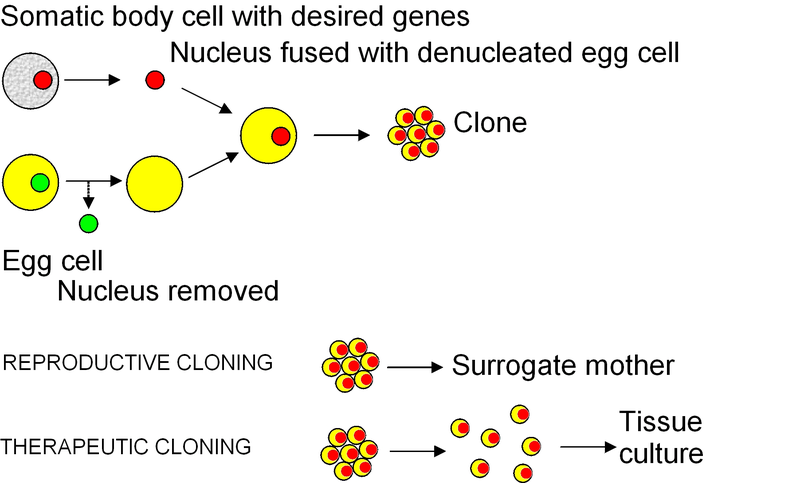 Somatic body cell with desired genes
Nucleus fused with denucleated egg cell
Clone
Egg cell
Nucleus removed
REPRODUCTIVE CLONING
Surrogate mother
THERAPEUTIC CLONING
Tissue
culture